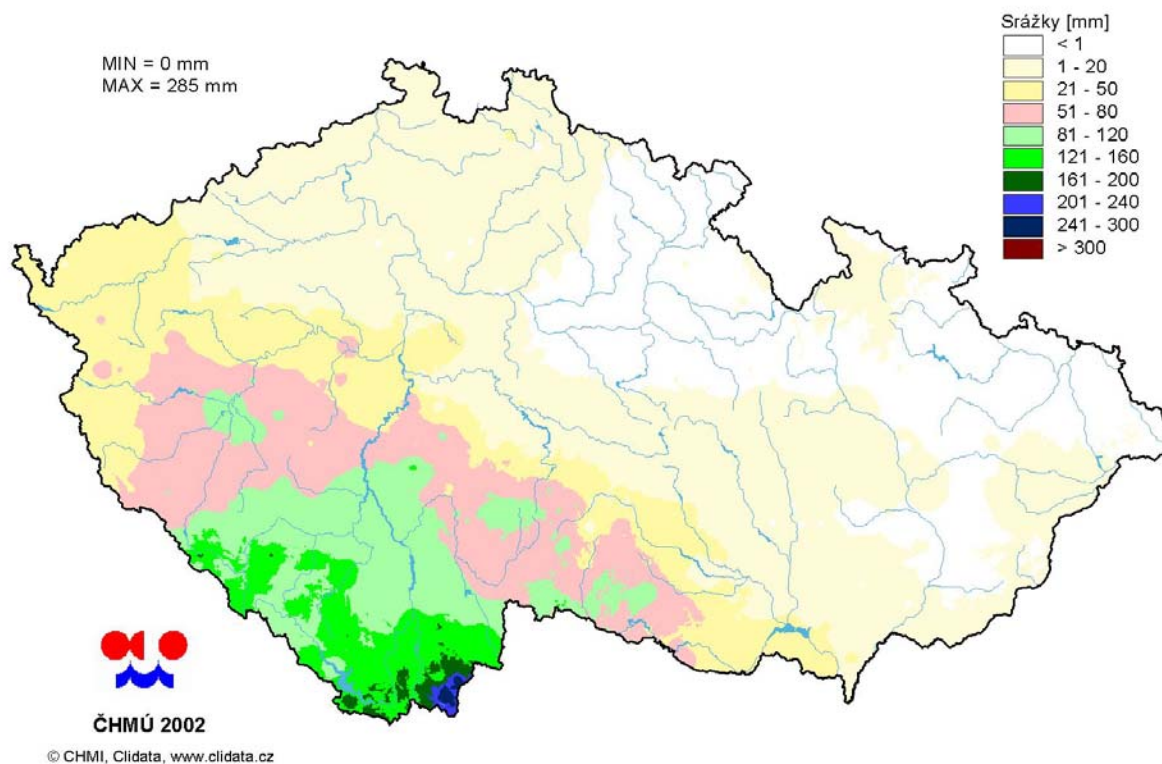 MIN = 0 mm
MAX = 285 mm
Srážky [mm]
< 1
1 - 20
21 - 50
51 - 80
81 - 120
121 - 160
161 - 200
201 - 240
241 - 300
> 300
ČHMÚ 2002
© CHMI, Clidata, www.clidata.cz